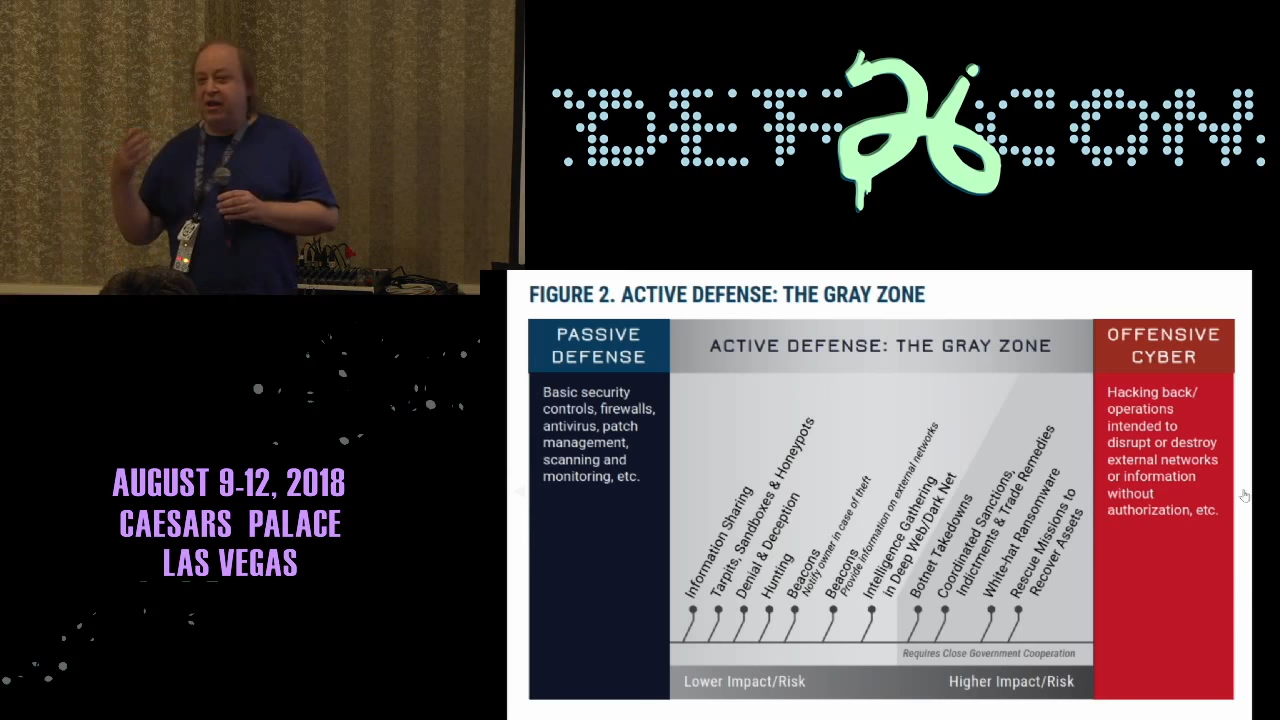 DEF 26 CON
AUGUST 9-12, 2018
CAESARS PALACE
LAS VEGAS
FIGURE 2. ACTIVE DEFENSE: THE GRAY ZONE
PASSIVE
DEFENSE
Basic security
controls, firewalls,
antivirus, patch
management,
scanning and
monitoring, etc.
ACTIVE DEFENSE: THE GRAY ZONE
Information Sharing
Tarpits, Sandboxes & Honeypots
Denial & Deception
Hunting
Beacons
Notify owner in case of theft
Beacons
Provide information on external networks
Intelligence Gathering
in Deep Web/Dark Net
Botnet Takedowns
Coordinated Sanctions,
Indictments & Trade Remedies
White-hat Ransomware
Rescue Missions to
Recover Assets
Requires Close Government Cooperation
Lower Impact/Risk
Higher Impact/Risk
OFFENSIVE
CYBER
Hacking back/
operations
intended to
disrupt or destroy
external networks
or information
without
authorization, etc.